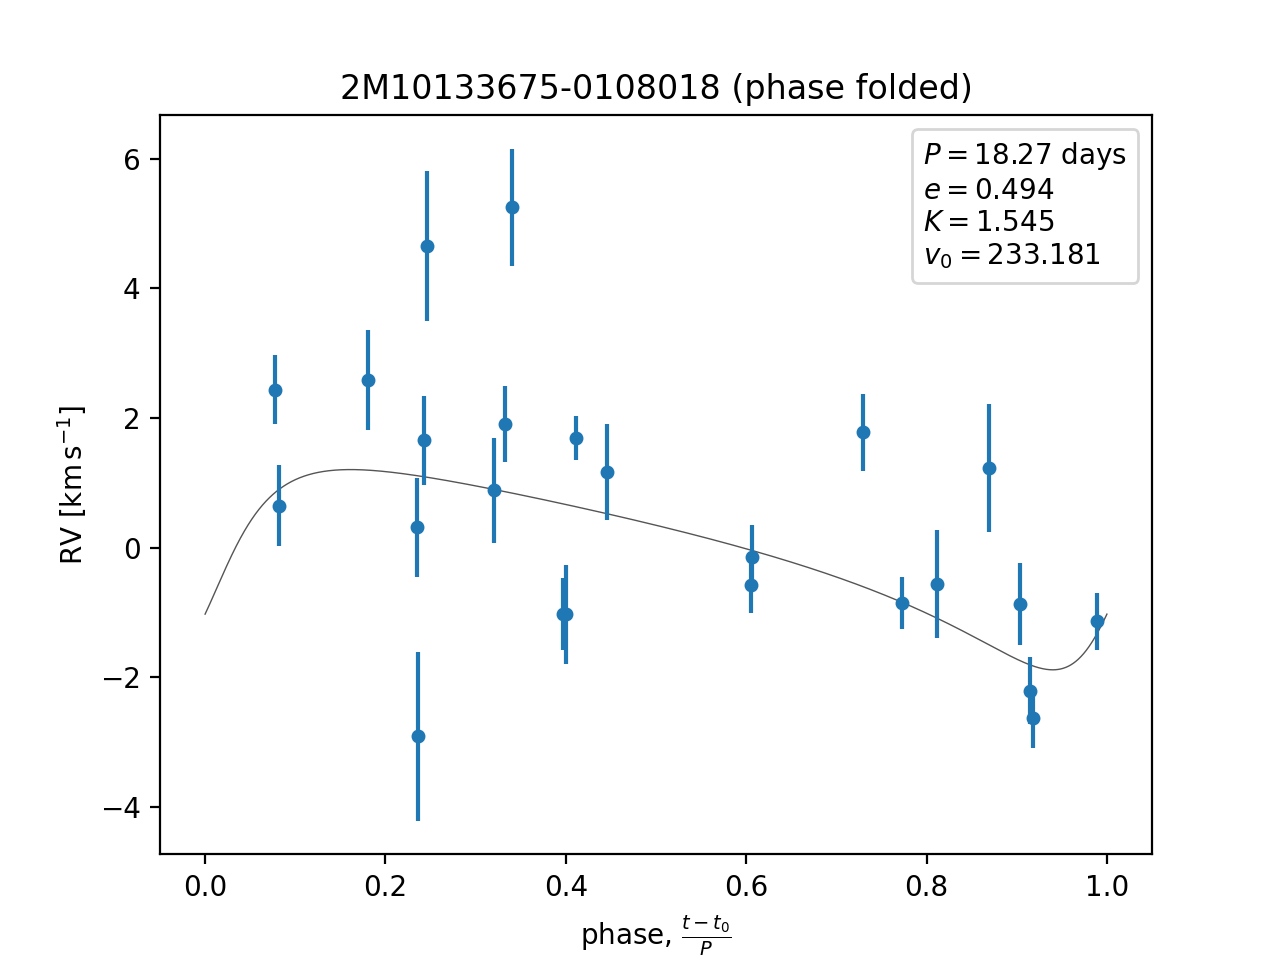 2M10133675-0108018 (phase folded)
P = 18.27 days
e = 0.494
K = 1.545
v₀ = 233.181
6
4
2
0
−2
−4
RV [km s⁻¹]
0.0 0.2 0.4 0.6 0.8 1.0
phase, (t − t₀)/P